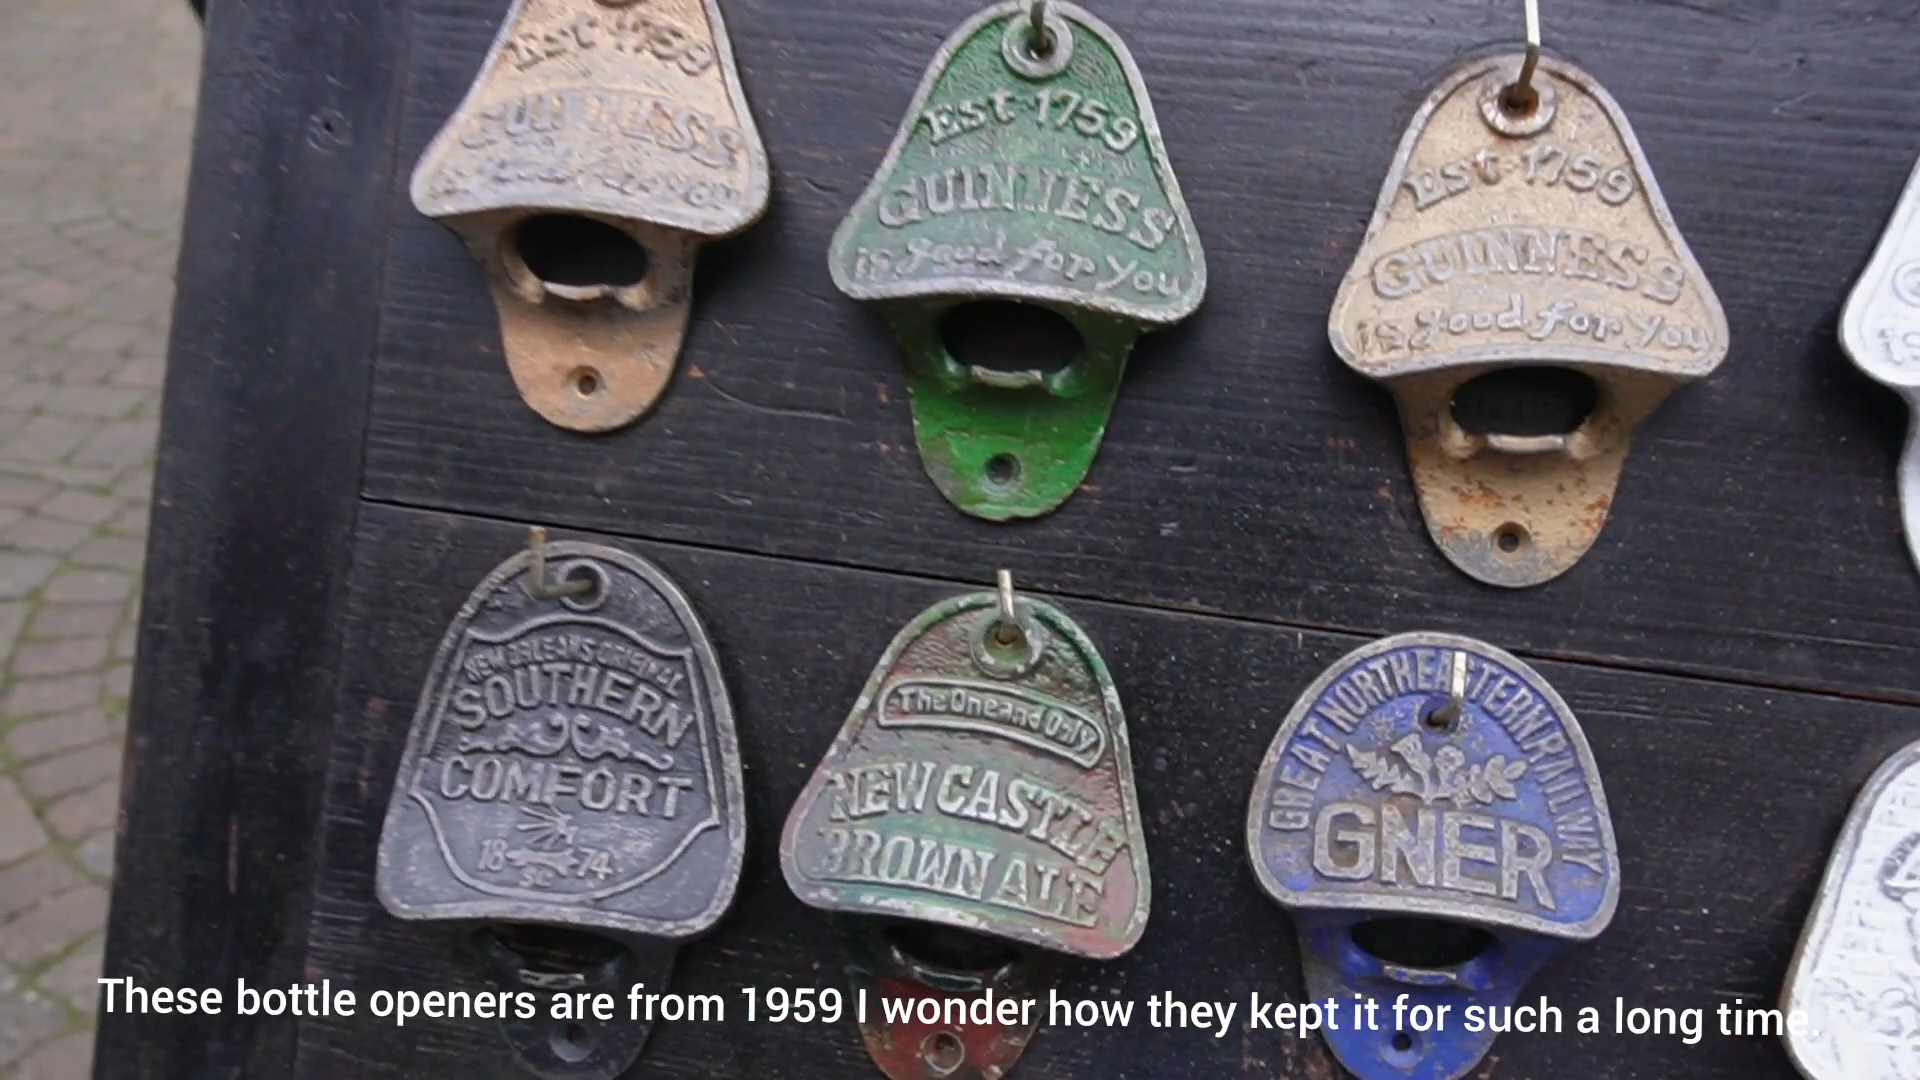 Est 1759
GUINNESS
Est 1759
GUINNESS
is good for you
Est 1759
GUINNESS
is good for you
NEW ORLEANS ORIGINAL
SOUTHERN
COMFORT
18 74
SC
The One and Only
NEWCASTLE
BROWN ALE
GREAT NORTH EASTERN RAILWAY
GNER
These bottle openers are from 1959 I wonder how they kept it for such a long time.